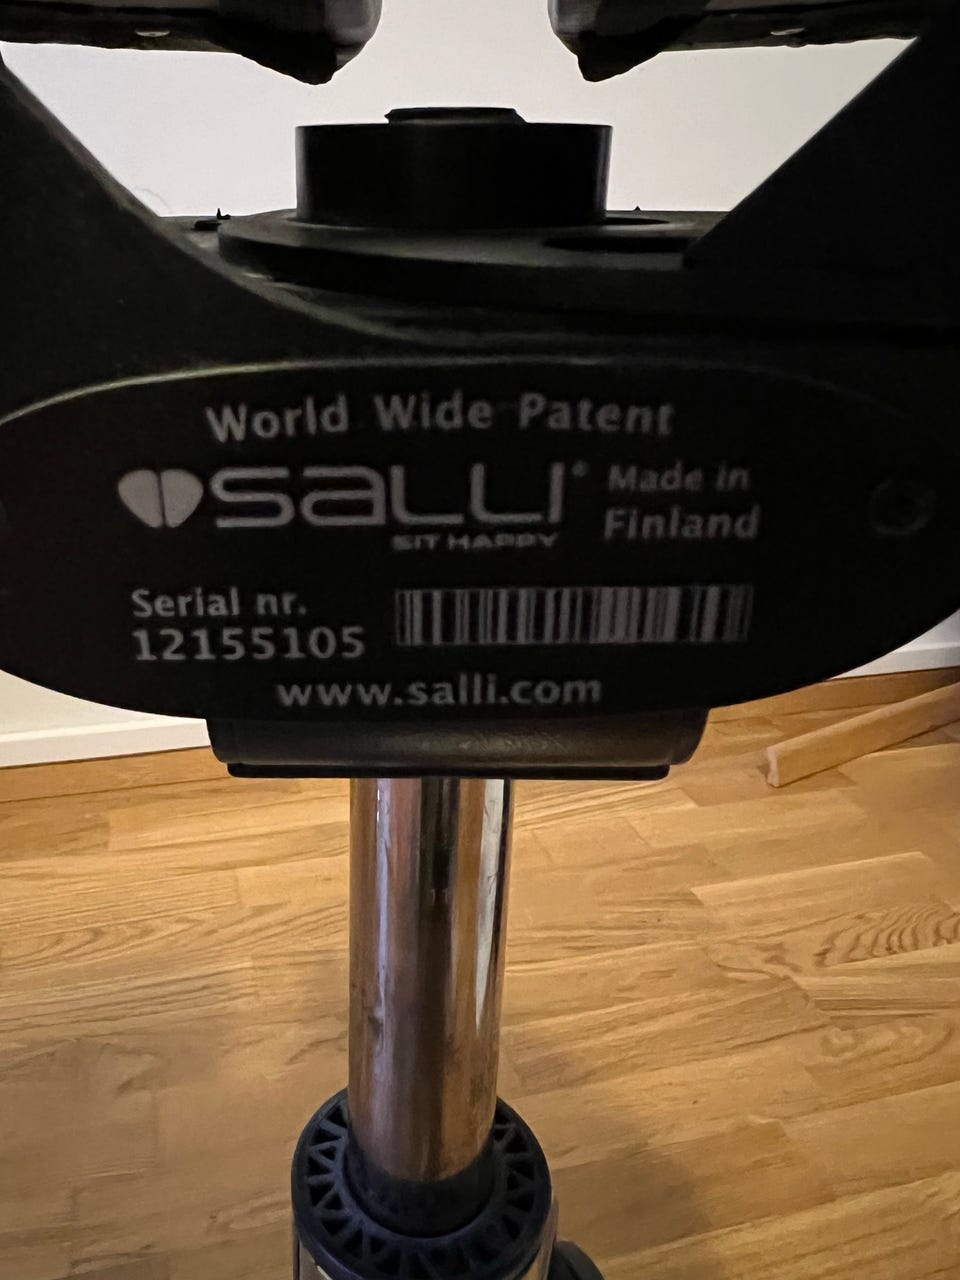 World Wide Patent
SALLI® Made in
SIT HAPPY Finland
Serial nr.
12155105
www.salli.com